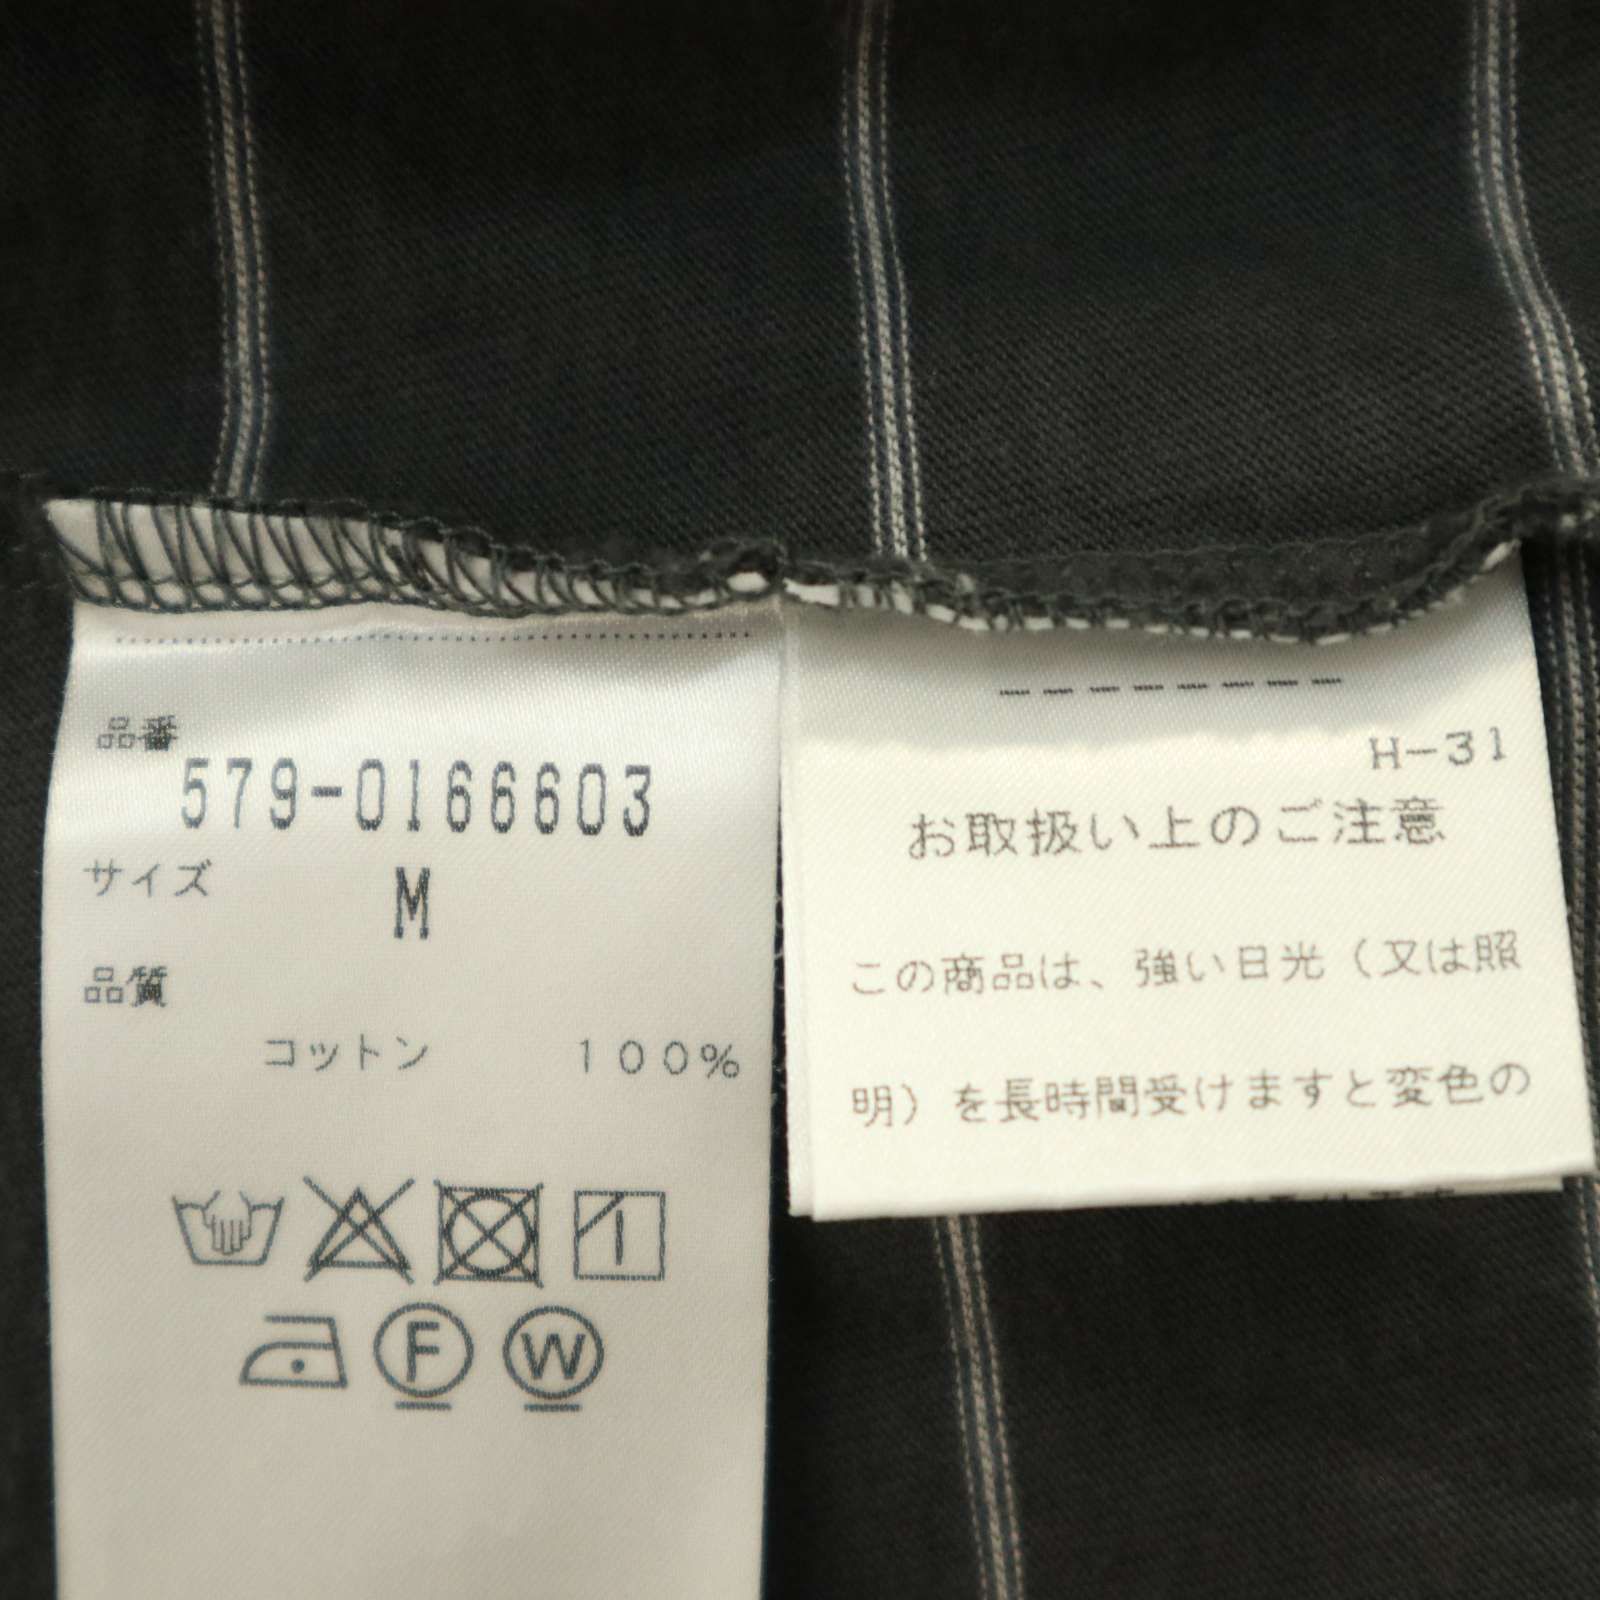 品番
579-0166603
サイズ
M
品質
コットン 100%
F W
H-31
お取扱い上のご注意
この商品は、強い日光（又は照
明）を長時間受けますと変色の